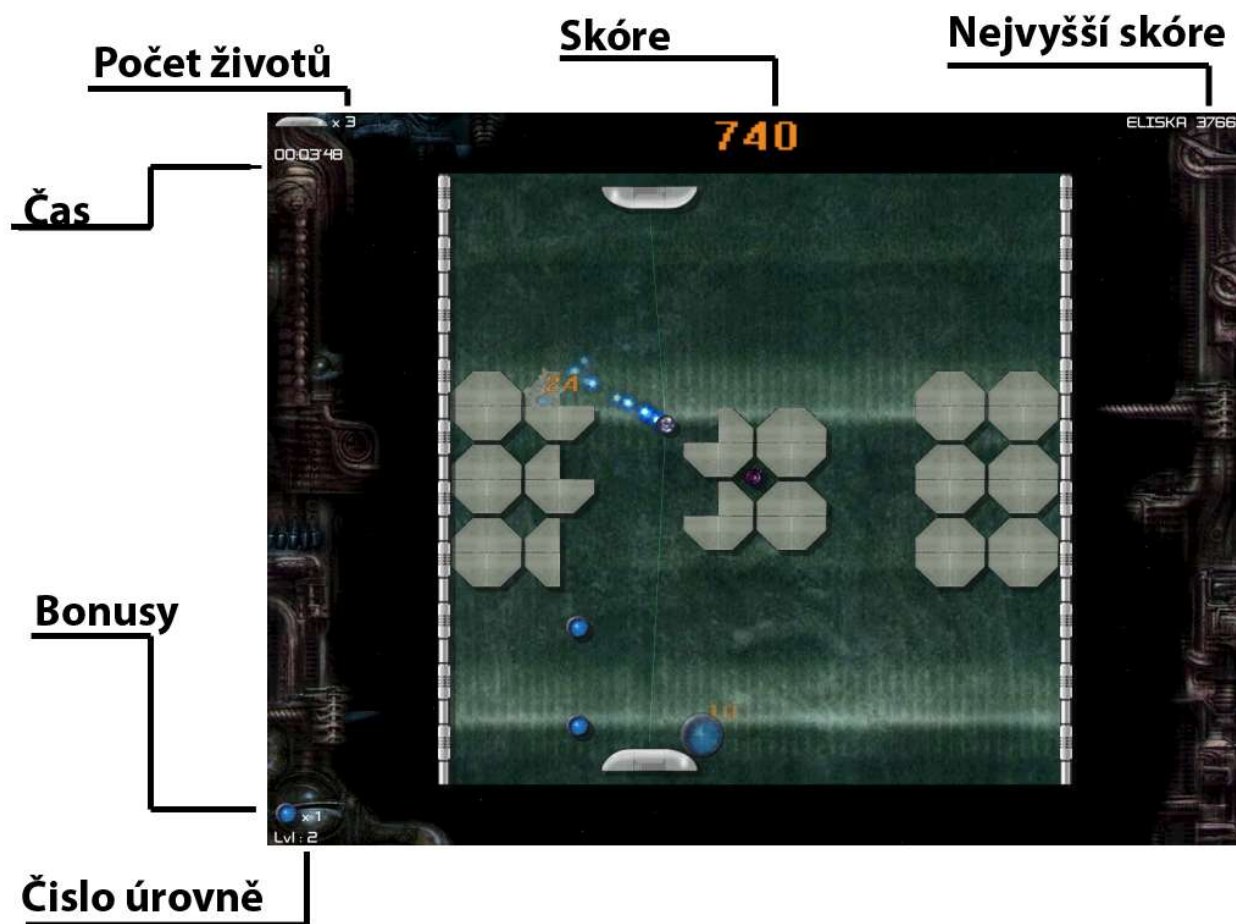 Skóre
Nejvyšší skóre
Počet životů
x 3
740
ELISKA 3766
00:03'48
Čas
24
Bonusy
x 1
Lvl : 2
Čislo úrovně